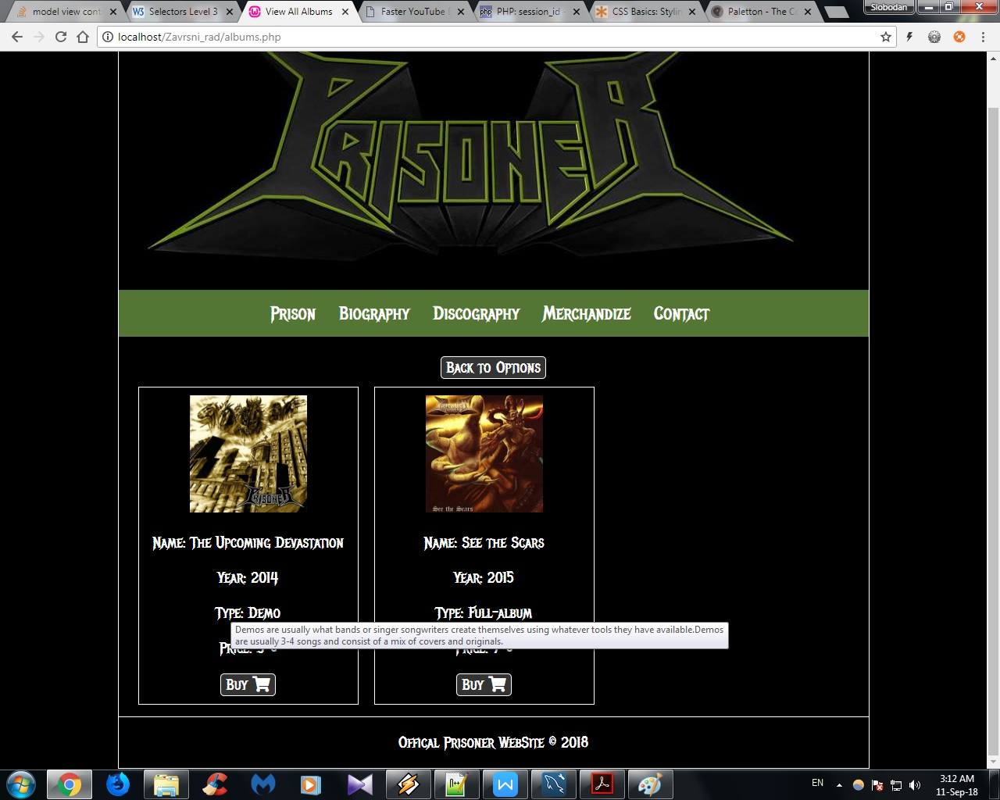 model view cont
Selectors Level 3
View All Albums
Faster YouTube
PHP: session_id -
CSS Basics: Stylin
Paletton - The Co
Slobodan
localhost/Zavrsni_rad/albums.php
PRISONER
Prison Biography Discography Merchandize Contact
Back to Options
PRISONER
PRISONER
See the Scars
Name: The Upcoming Devastation
Name: See the Scars
Year: 2014
Year: 2015
Type: Demo
Type: Full-album
Demos are usually what bands or singer songwriters create themselves using whatever tools they have available.Demos
are usually 3-4 songs and consist of a mix of covers and originals.
Buy
Buy
Offical Prisoner WebSite © 2018
EN
3:12 AM
11-Sep-18